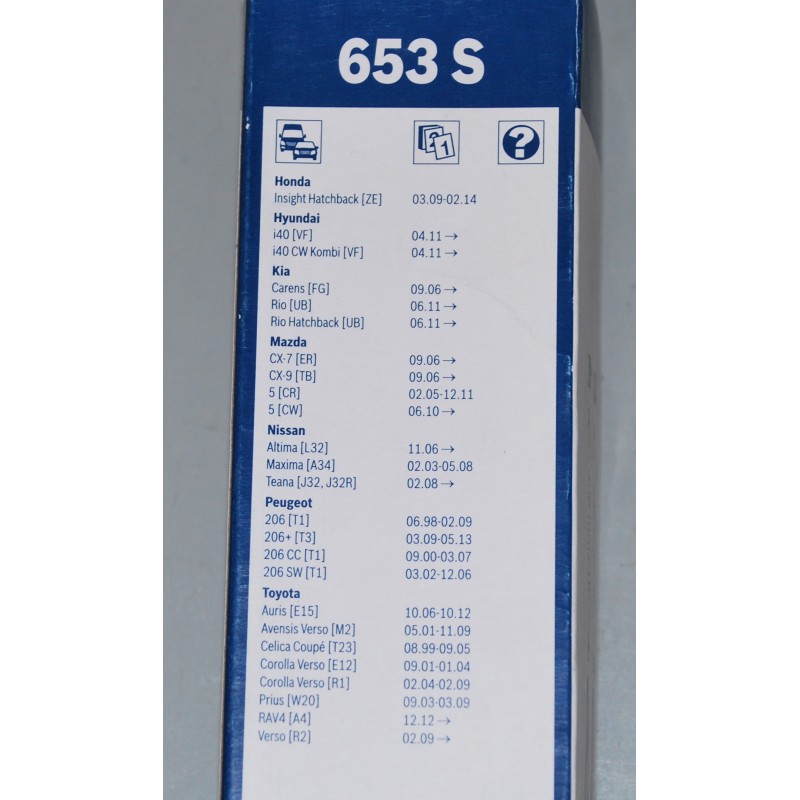 653 S
2 1 ?
Honda
Insight Hatchback [ZE] 03.09-02.14
Hyundai
i40 [VF] 04.11→
i40 CW Kombi [VF] 04.11→
Kia
Carens [FG] 09.06→
Rio [UB] 06.11→
Rio Hatchback [UB] 06.11→
Mazda
CX-7 [ER] 09.06→
CX-9 [TB] 09.06→
5 [CR] 02.05-12.11
5 [CW] 06.10→
Nissan
Altima [L32] 11.06→
Maxima [A34] 02.03-05.08
Teana [J32, J32R] 02.08→
Peugeot
206 [T1] 06.98-02.09
206+ [T3] 03.09-05.13
206 CC [T1] 09.00-03.07
206 SW [T1] 03.02-12.06
Toyota
Auris [E15] 10.06-10.12
Avensis Verso [M2] 05.01-11.09
Celica Coupé [T23] 08.99-09.05
Corolla Verso [E12] 09.01-01.04
Corolla Verso [R1] 02.04-02.09
Prius [W20] 09.03-03.09
RAV4 [A4] 12.12→
Verso [R2] 02.09→